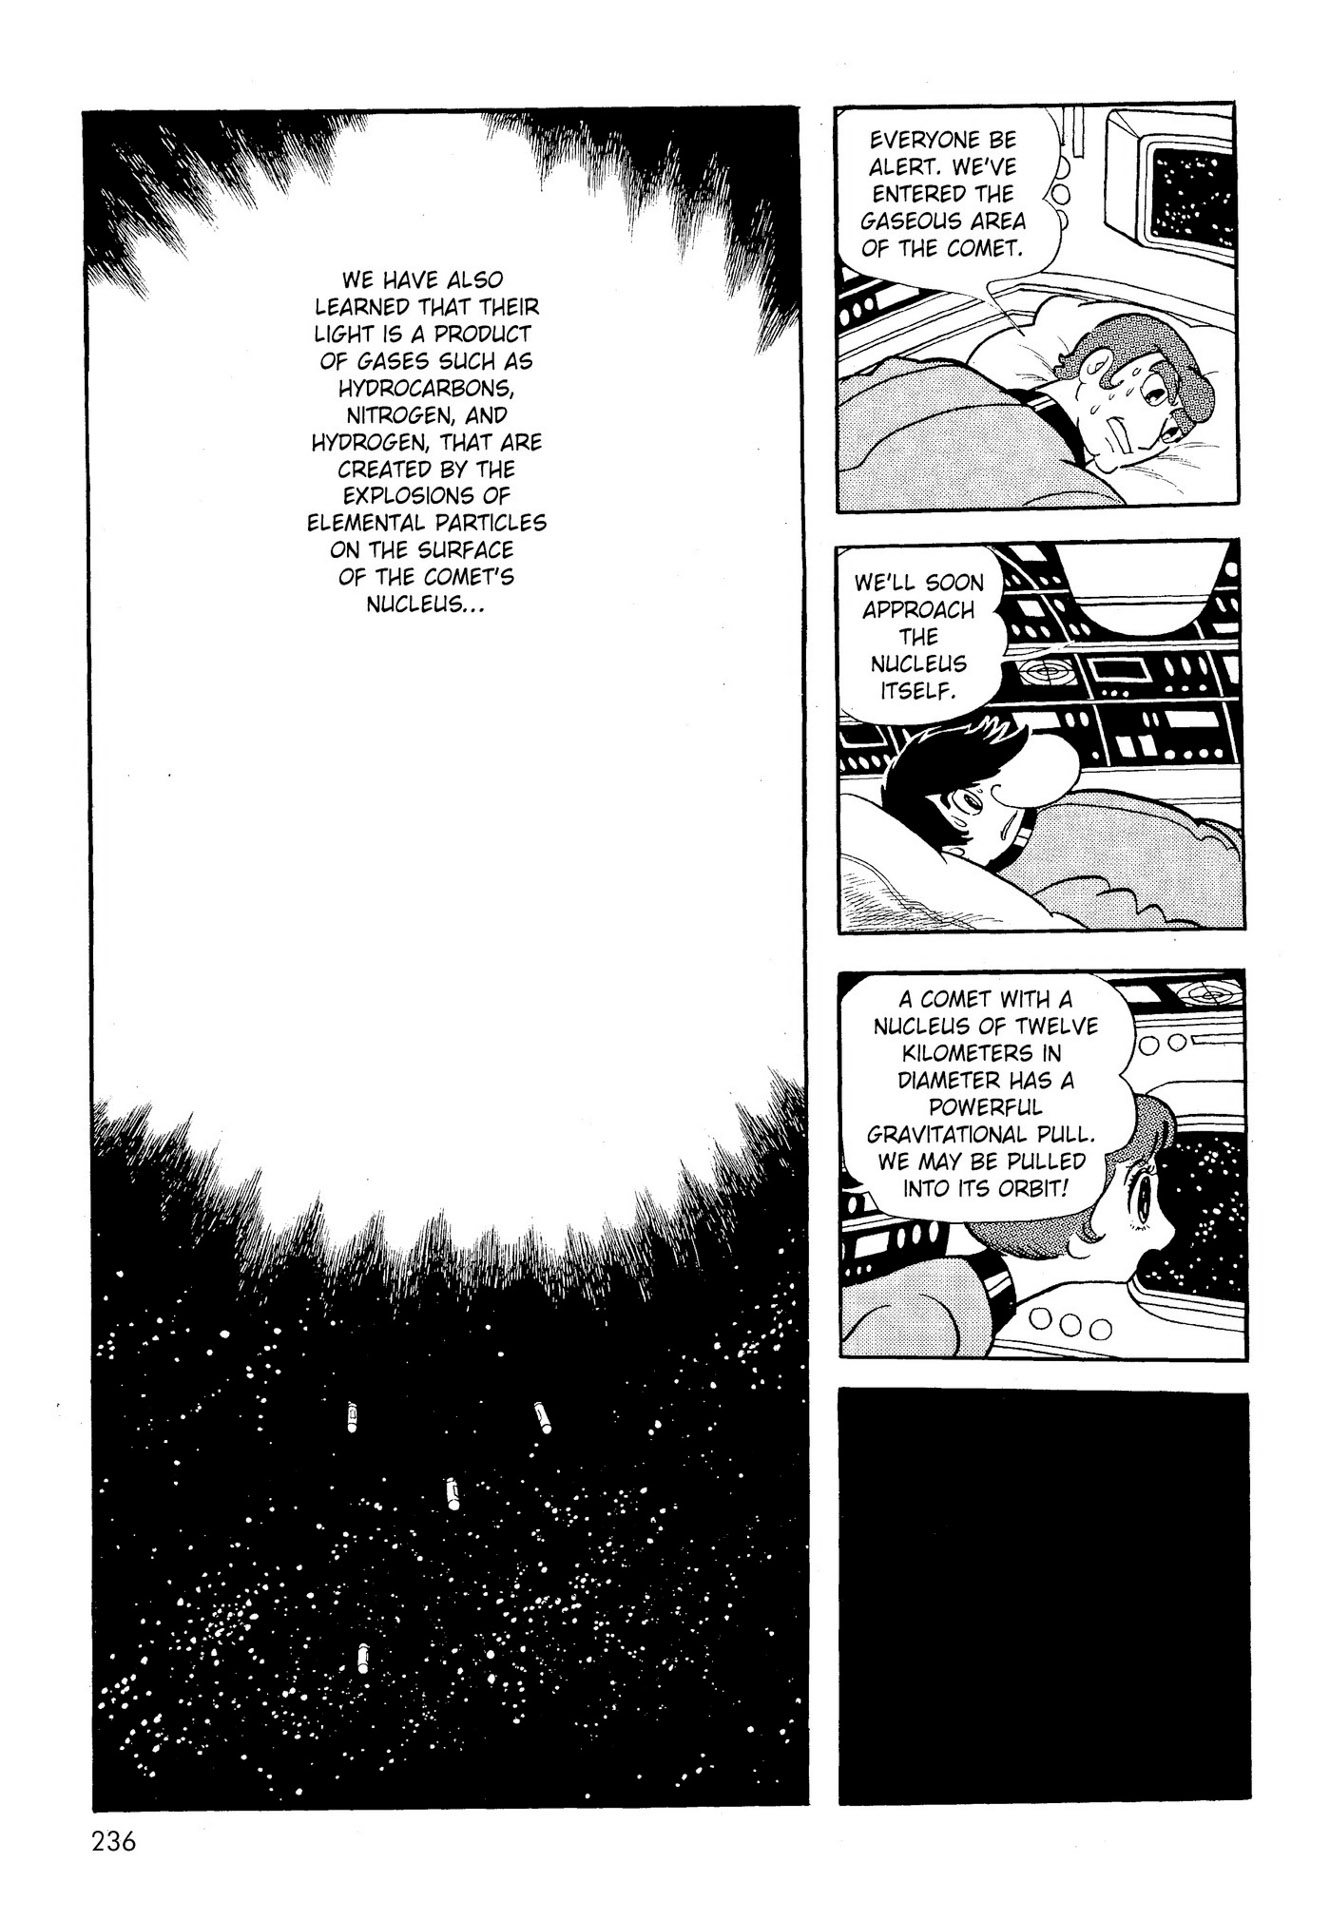 WE HAVE ALSO
LEARNED THAT THEIR
LIGHT IS A PRODUCT
OF GASES SUCH AS
HYDROCARBONS,
NITROGEN, AND
HYDROGEN, THAT ARE
CREATED BY THE
EXPLOSIONS OF
ELEMENTAL PARTICLES
ON THE SURFACE
OF THE COMET'S
NUCLEUS...
EVERYONE BE
ALERT. WE'VE
ENTERED THE
GASEOUS AREA
OF THE COMET.
WE'LL SOON
APPROACH
THE
NUCLEUS
ITSELF.
A COMET WITH A
NUCLEUS OF TWELVE
KILOMETERS IN
DIAMETER HAS A
POWERFUL
GRAVITATIONAL PULL.
WE MAY BE PULLED
INTO ITS ORBIT!
236